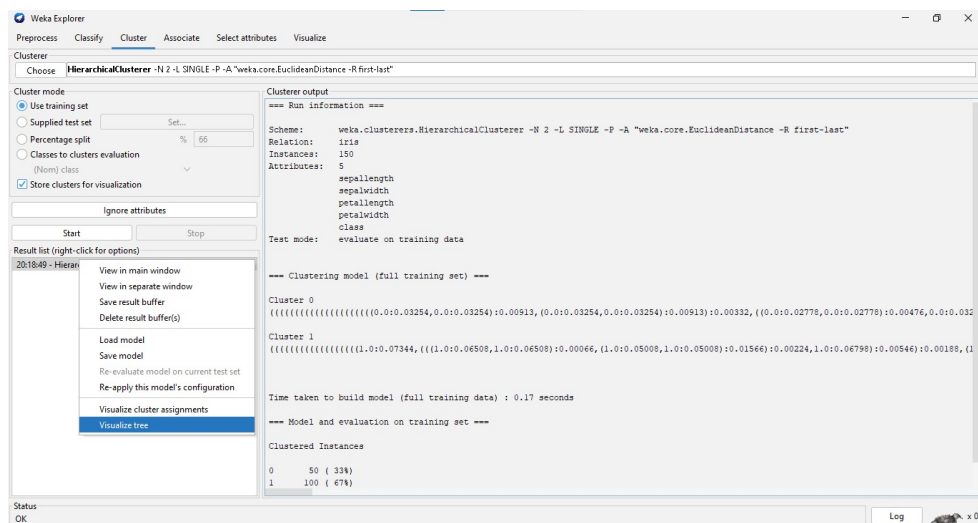 Weka Explorer
Preprocess Classify Cluster Associate Select attributes Visualize
Clusterer
Choose HierarchicalClusterer -N 2 -L SINGLE -P -A "weka.core.EuclideanDistance -R first-last"
Cluster mode
Use training set
Supplied test set Set...
Percentage split % 66
Classes to clusters evaluation
(Nom) class
Store clusters for visualization
Ignore attributes
Start Stop
Result list (right-click for options)
20:18:49 - Hierar
View in main window
View in separate window
Save result buffer
Delete result buffer(s)
Load model
Save model
Re-evaluate model on current test set
Re-apply this model's configuration
Visualize cluster assignments
Visualize tree
Clusterer output
=== Run information ===
Scheme: weka.clusterers.HierarchicalClusterer -N 2 -L SINGLE -P -A "weka.core.EuclideanDistance -R first-last"
Relation: iris
Instances: 150
Attributes: 5
sepallength
sepalwidth
petallength
petalwidth
class
Test mode: evaluate on training data
=== Clustering model (full training set) ===
Cluster 0
((((((((((((((((((((0.0:0.03254,0.0:0.03254):0.00913,(0.0:0.03254,0.0:0.03254):0.00913):0.00332,((0.0:0.02778,0.0:0.02778):0.00476,0.0:0.032
Cluster 1
((((((((((((((((((1.0:0.07344,(((1.0:0.06508,1.0:0.06508):0.00066,(1.0:0.05008,1.0:0.05008):0.01566):0.00224,1.0:0.06798):0.00546):0.00188,(1
Time taken to build model (full training data) : 0.17 seconds
=== Model and evaluation on training set ===
Clustered Instances
0 50 ( 33%)
1 100 ( 67%)
Status
OK
Log
x 0